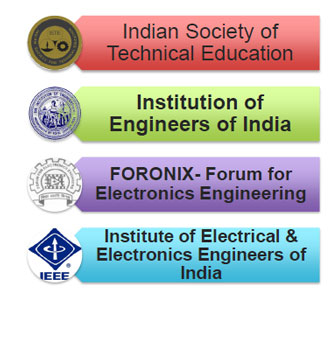 Indian Society of
Technical Education
Institution of
Engineers of India
FORONIX- Forum for
Electronics Engineering
Institute of Electrical &
Electronics Engineers of
India
IEEE